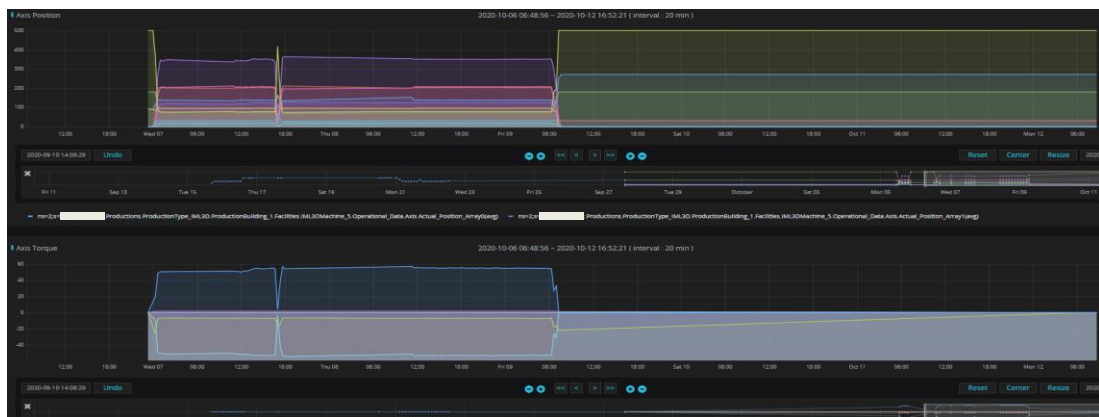 Axis Position
2020-10-06 06:48:56 ~ 2020-10-12 16:52:21 ( interval : 20 min )
500
400
300
200
100
0
12:00 18:00 Wed 07 06:00 12:00 18:00 Thu 08 06:00 12:00 18:00 Fri 09 06:00 12:00 18:00 Sat 10 06:00 12:00 18:00 Oct 11 06:00 12:00 18:00 Mon 12 06:00
2020-09-10 14:09:29 Undo << < > >> Reset Center Resize 2020
Fri 11 Sep 13 Tue 15 Thu 17 Sat 19 Mon 21 Wed 23 Fri 25 Sep 27 Tue 29 October Sat 03 Mon 05 Wed 07 Fri 09 Oct 11
ns=2;s= Productions.ProductionType_IML3D.ProductionBuilding_1.Facilities.IML3DMachine_5.Operational_Data.Axis.Actual_Position_Array0(avg) ns=2;s= Productions.ProductionType_IML3D.ProductionBuilding_1.Facilities.IML3DMachine_5.Operational_Data.Axis.Actual_Position_Array1(avg)
Axis Torque
2020-10-06 06:48:56 ~ 2020-10-12 16:52:21 ( interval : 20 min )
60
40
20
0
-20
-40
12:00 18:00 Wed 07 06:00 12:00 18:00 Thu 08 06:00 12:00 18:00 Fri 09 06:00 12:00 18:00 Sat 10 06:00 12:00 18:00 Oct 11 06:00 12:00 18:00 Mon 12 06:00
2020-09-10 14:09:29 Undo << < > >> Reset Center Resize 2020